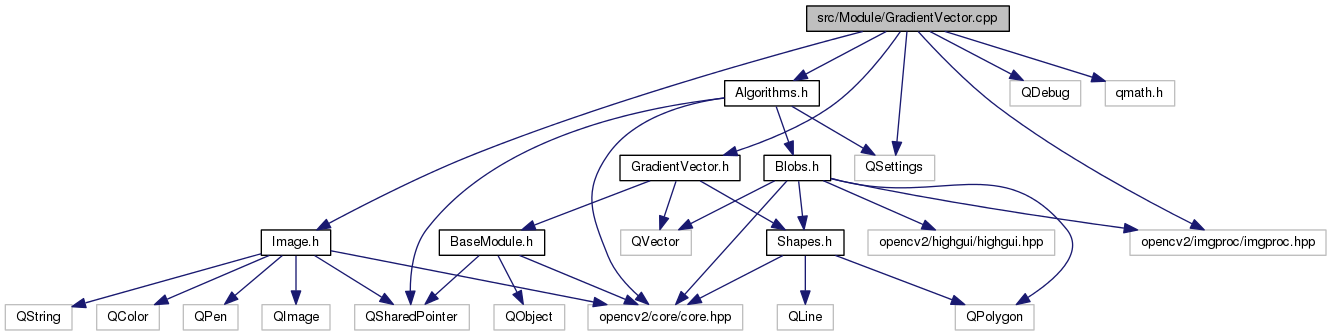 src/Module/GradientVector.cpp
Algorithms.h
QDebug
qmath.h
GradientVector.h
Blobs.h
QSettings
Image.h
BaseModule.h
QVector
Shapes.h
opencv2/highgui/highgui.hpp
opencv2/imgproc/imgproc.hpp
QString
QColor
QPen
QImage
QSharedPointer
QObject
opencv2/core/core.hpp
QLine
QPolygon